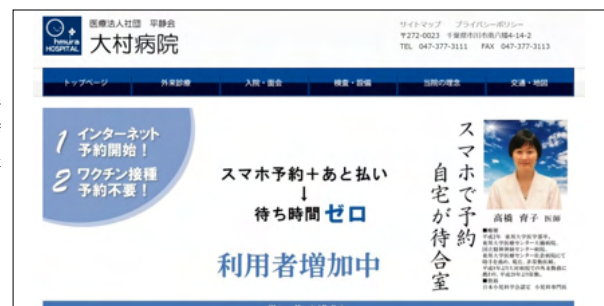 医療法人社団 平静会
大村病院
HOSPITAL
サイトマップ プライバシーポリシー
〒272-0023 千葉県市川市南八幡4-14-2
TEL 047-377-3111 FAX 047-377-3113
トップページ
外来診療
入院・面会
検査・設備
当院の理念
交通・地図
1 インターネット
予約開始！
2 ワクチン接種
予約不要！
スマホ予約＋あと払い
↓
待ち時間 ゼロ
利用者増加中
スマホで予約
自宅が待合室
高橋 育子 医師